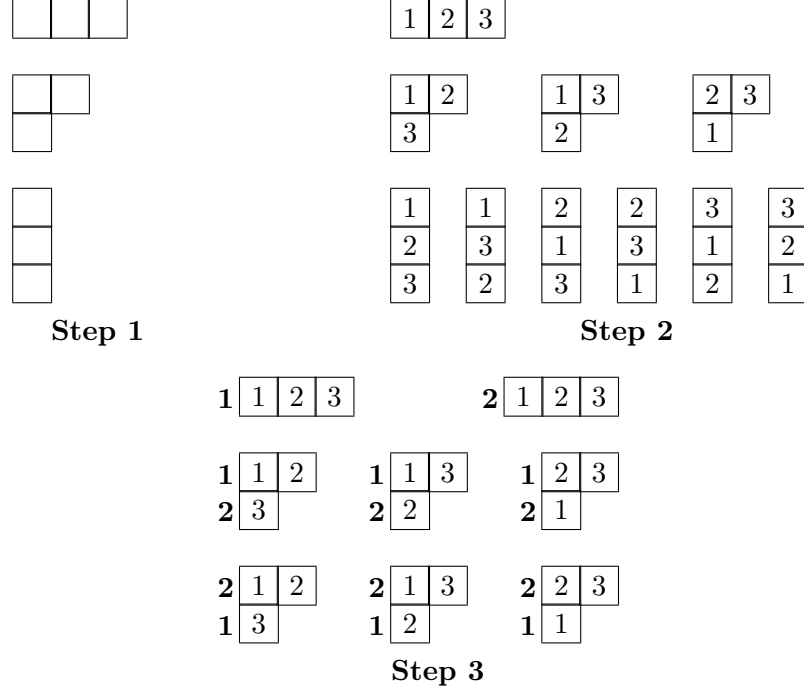 1 2 3
1 2 1 3 2 3
3 2 1
1 1 2 2 3 3
2 3 1 3 1 2
3 2 3 1 2 1
Step 1 Step 2
1 1 2 3 2 1 2 3
1 1 2 1 1 3 1 2 3
2 3 2 2 2 1
2 1 2 2 1 3 2 2 3
1 3 1 2 1 1
Step 3